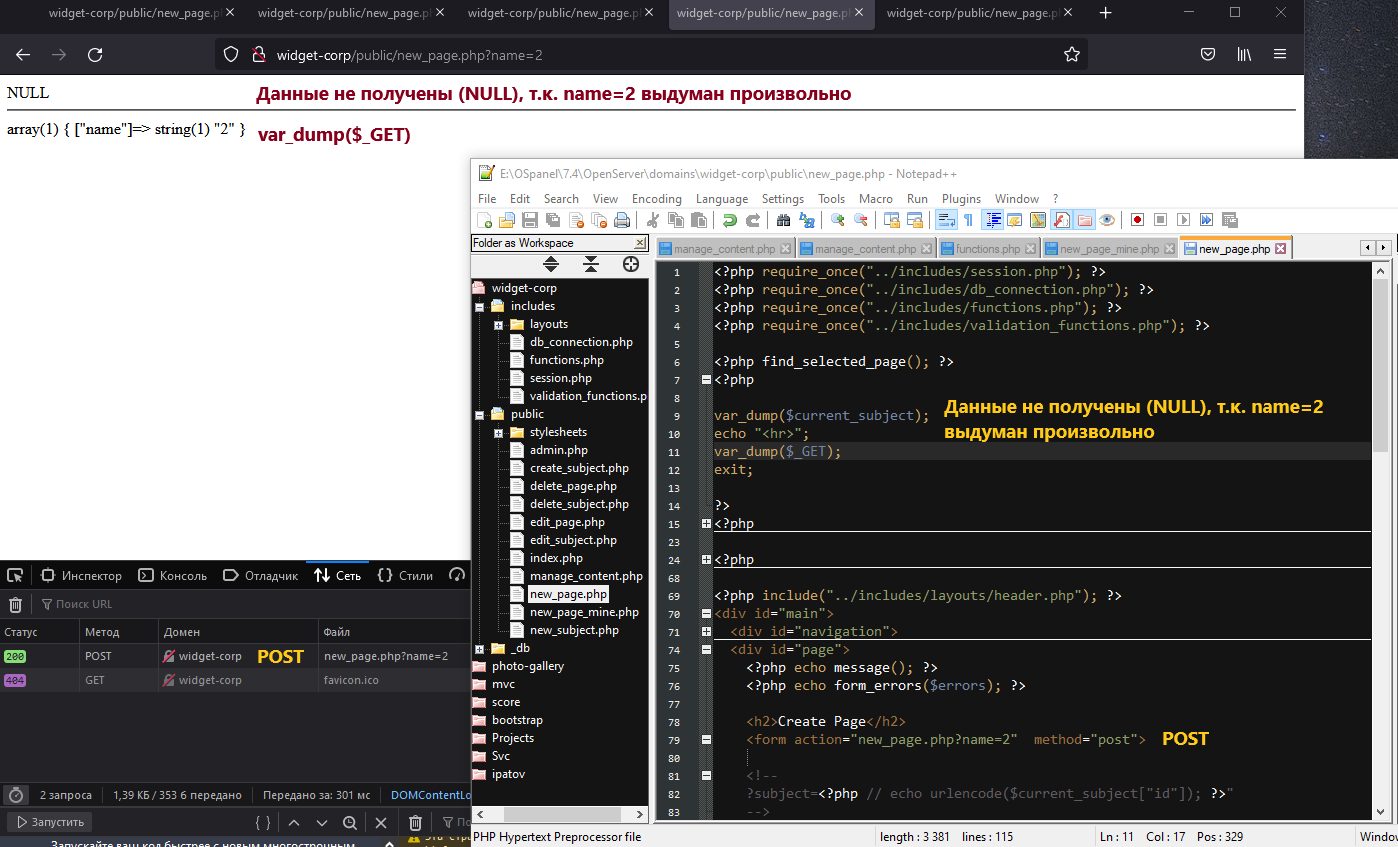 widget-corp/public/new_page.p
widget-corp/public/new_page.ph
widget-corp/public/new_page.ph
widget-corp/public/new_page.ph
widget-corp/public/new_page.ph
widget-corp/public/new_page.php?name=2
NULL Данные не получены (NULL), т.к. name=2 выдуман произвольно
array(1) { ["name"]=> string(1) "2" } var_dump($_GET)
E:\OSpanel\7.4\OpenServer\domains\widget-corp\public\new_page.php - Notepad++
File Edit Search View Encoding Language Settings Tools Macro Run Plugins Window ?
Folder as Workspace
manage_content.php manage_content.php functions.php new_page_mine.php new_page.php
widget-corp
includes
layouts
db_connection.php
functions.php
session.php
validation_functions.p
public
stylesheets
admin.php
create_subject.php
delete_page.php
delete_subject.php
edit_page.php
edit_subject.php
index.php
manage_content.php
new_page.php
new_page_mine.php
new_subject.php
_db
photo-gallery
mvc
score
bootstrap
Projects
Svc
ipatov
1 <?php require_once("../includes/session.php"); ?>
2 <?php require_once("../includes/db_connection.php"); ?>
3 <?php require_once("../includes/functions.php"); ?>
4 <?php require_once("../includes/validation_functions.php"); ?>
5
6 <?php find_selected_page(); ?>
7 <?php
8
9 var_dump($current_subject);
10 echo "<hr>";
11 var_dump($_GET);
12 exit;
13
14 ?>
15 <?php
23
24 <?php
68
69 <?php include("../includes/layouts/header.php"); ?>
70 <div id="main">
71 <div id="navigation">
74 <div id="page">
75 <?php echo message(); ?>
76 <?php echo form_errors($errors); ?>
77
78 <h2>Create Page</h2>
79 <form action="new_page.php?name=2" method="post"> POST
80
81 <!--
82 ?subject=<?php // echo urlencode($current_subject["id"]); ?>"
83 -->
Данные не получены (NULL), т.к. name=2
выдуман произвольно
Инспектор Консоль Отладчик Сеть Стили
Поиск URL
Статус Метод Домен Файл
200 POST widget-corp POST new_page.php?name=2
404 GET widget-corp favicon.ico
2 запроса 1,39 КБ / 353 б передано Передано за: 301 мс DOMContentLo
Запустить По
Запускайте ваш код быстрее с новым многострочным
PHP Hypertext Preprocessor file length : 3 381 lines : 115 Ln : 11 Col : 17 Pos : 329 Windo